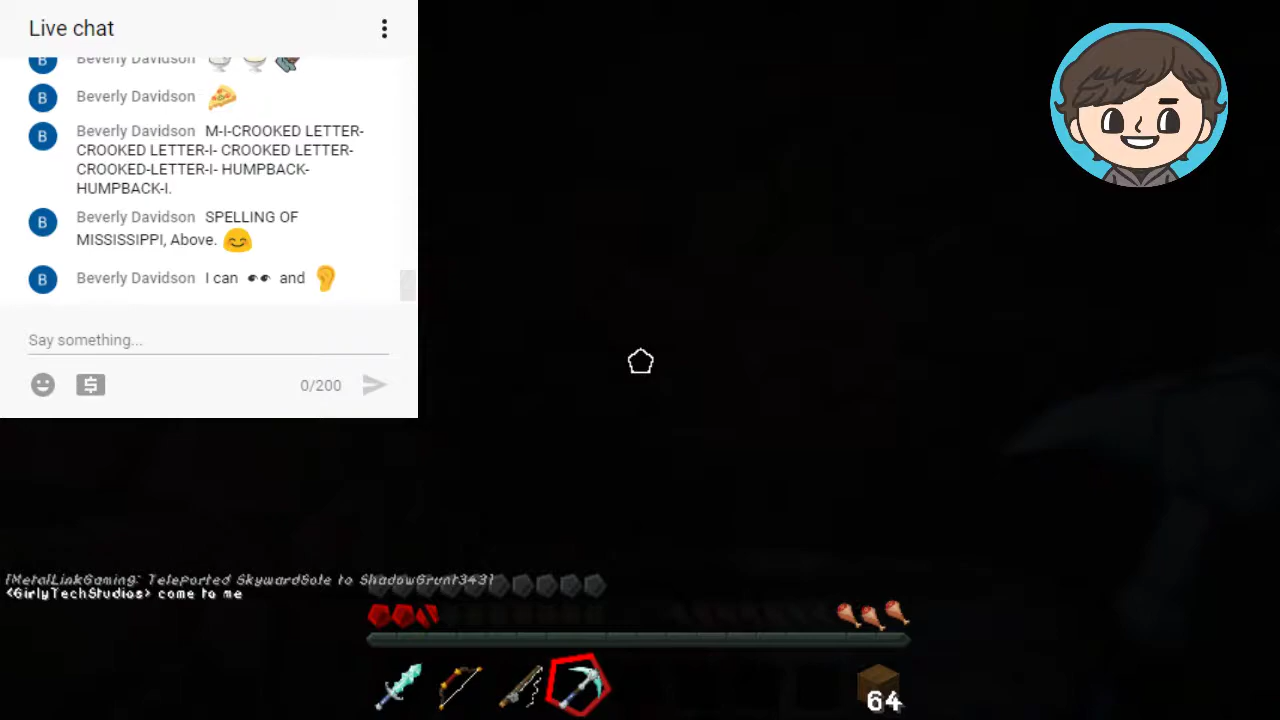 Live chat
Beverly Davidson
B Beverly Davidson
B Beverly Davidson M-I-CROOKED LETTER-
CROOKED LETTER-I- CROOKED LETTER-
CROOKED-LETTER-I- HUMPBACK-
HUMPBACK-I.
B Beverly Davidson SPELLING OF
MISSISSIPPI, Above.
B Beverly Davidson I can and
Say something...
0/200
[MetalLinkGaming: Teleported SkywardSole to ShadowGrunt343]
<GirlyTechStudios> come to me
64